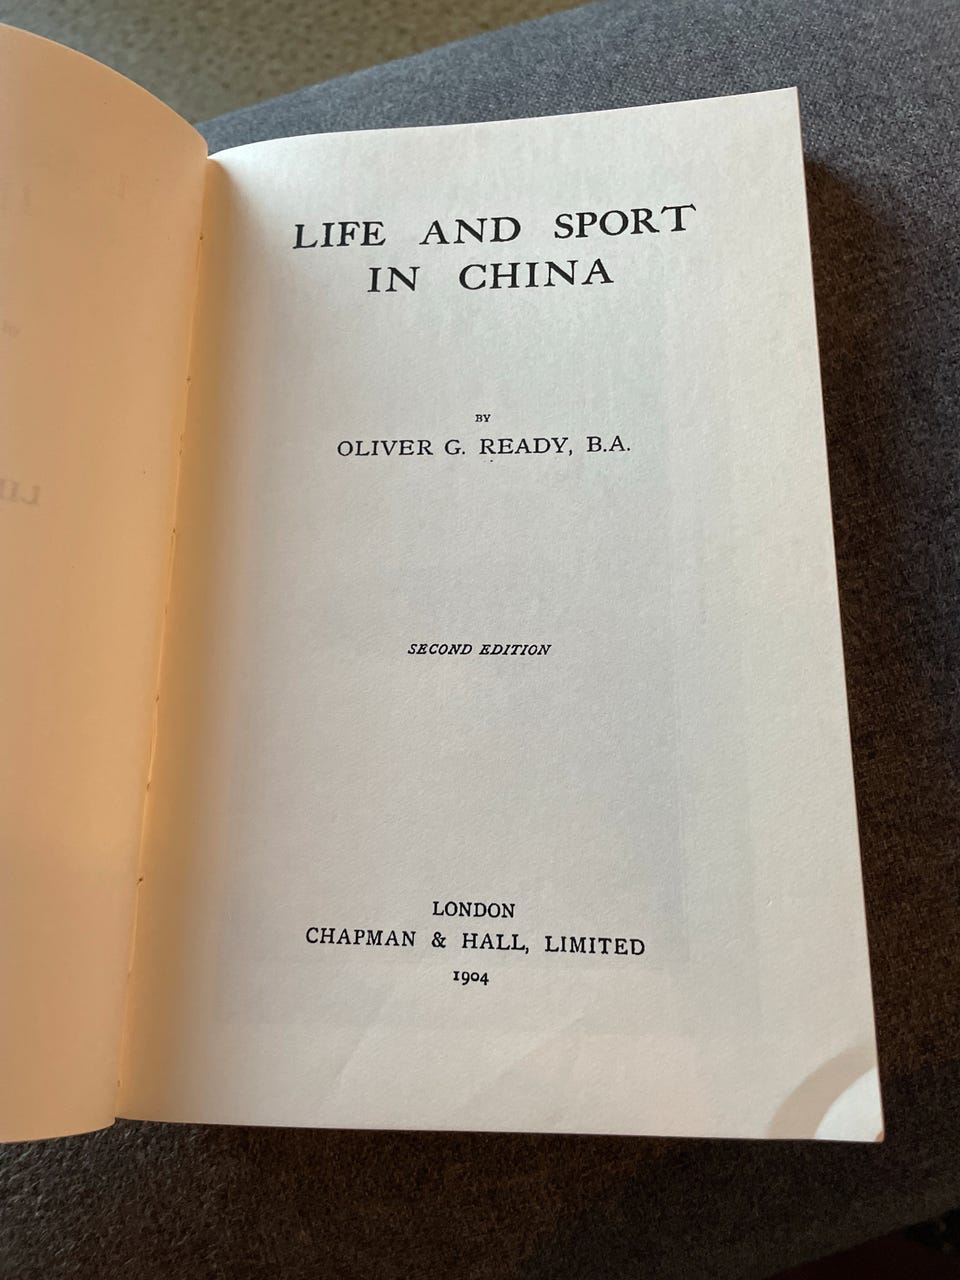 LIFE AND SPORT
IN CHINA
BY
OLIVER G. READY, B.A.
SECOND EDITION
LONDON
CHAPMAN & HALL, LIMITED
1904